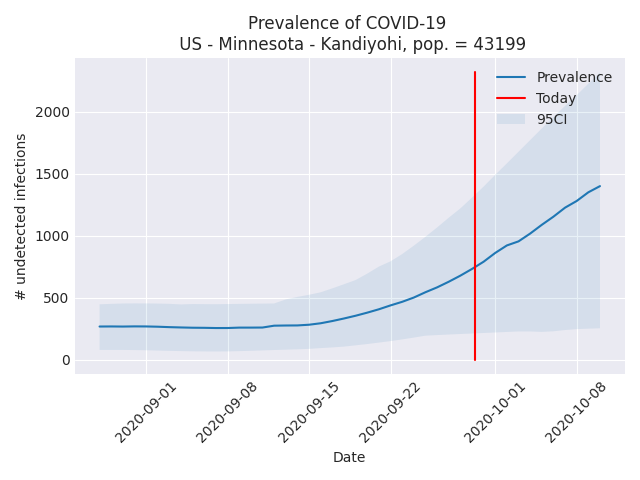 Prevalence of COVID-19
US - Minnesota - Kandiyohi, pop. = 43199
Prevalence
Today
95CI
# undetected infections
2000
1500
1000
500
0
2020-09-01
2020-09-08
2020-09-15
2020-09-22
2020-10-01
2020-10-08
Date